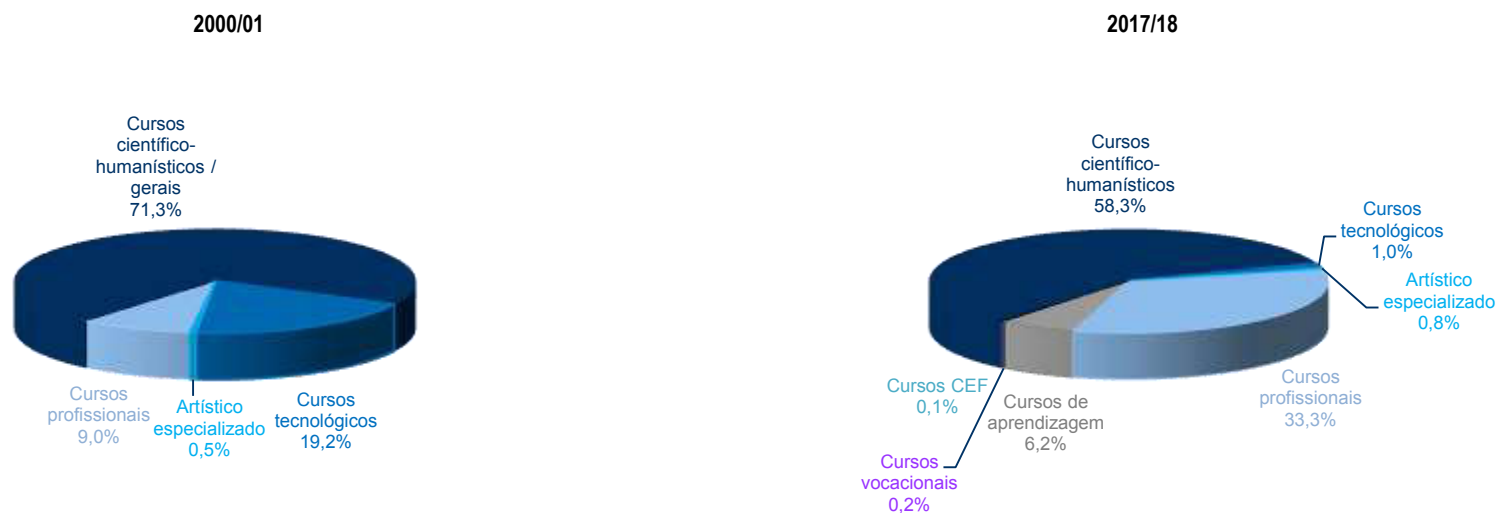 2000/01
Cursos
científico-
humanísticos /
gerais
71,3%
Cursos
profissionais
9,0%
Artístico
especializado
0,5%
Cursos
tecnológicos
19,2%
2017/18
Cursos
científico-
humanísticos
58,3%
Cursos
tecnológicos
1,0%
Artístico
especializado
0,8%
Cursos
profissionais
33,3%
Cursos CEF
0,1%
Cursos de
aprendizagem
6,2%
Cursos
vocacionais
0,2%